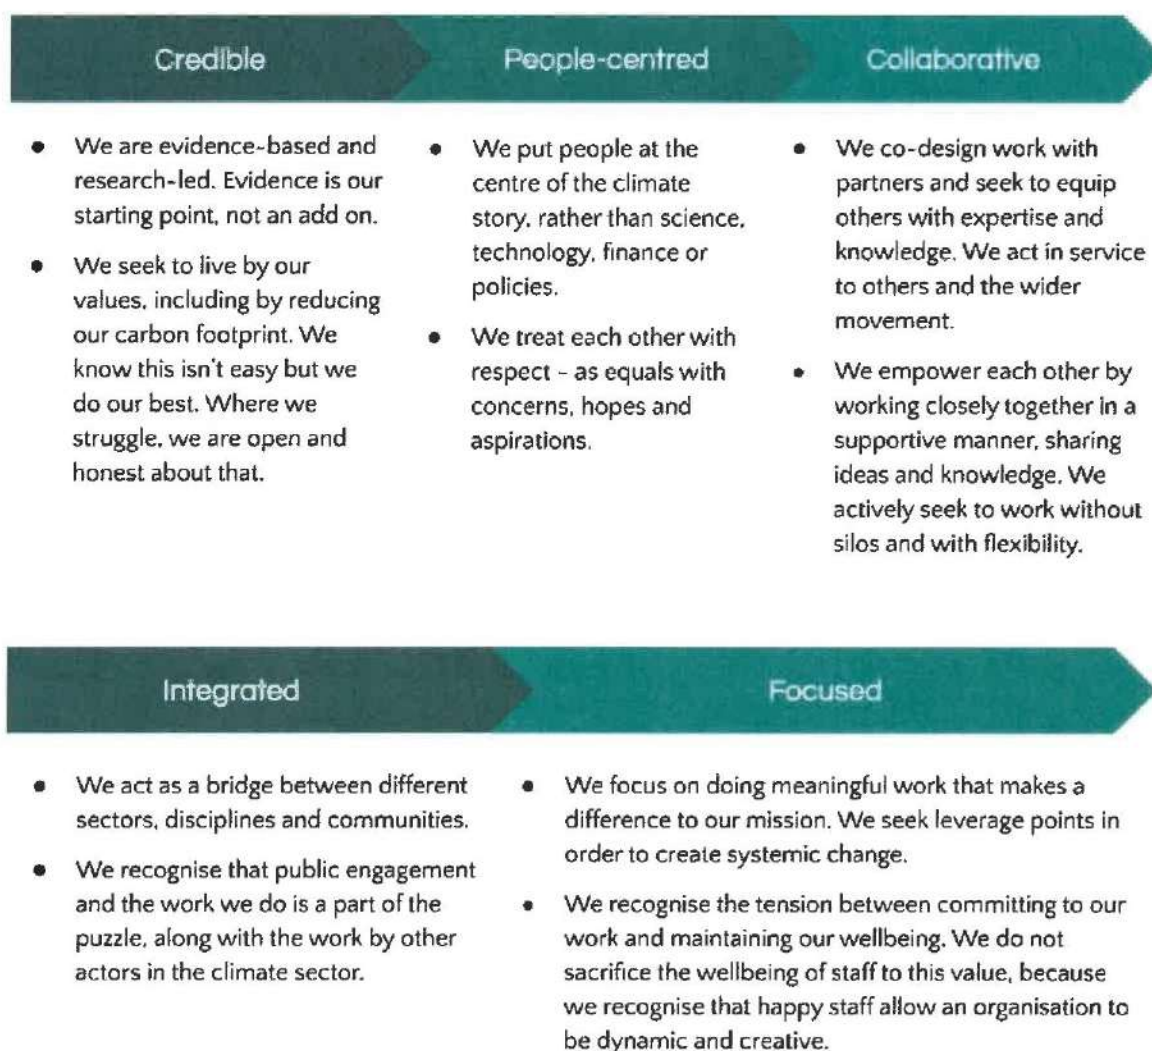 Credible
People-centred
Collaborative
● We are evidence-based and
research-led. Evidence is our
starting point, not an add on.
● We seek to live by our
values, including by reducing
our carbon footprint. We
know this isn't easy but we
do our best. Where we
struggle, we are open and
honest about that.
● We put people at the
centre of the climate
story, rather than science,
technology, finance or
policies.
● We treat each other with
respect - as equals with
concerns, hopes and
aspirations.
● We co-design work with
partners and seek to equip
others with expertise and
knowledge. We act in service
to others and the wider
movement.
● We empower each other by
working closely together in a
supportive manner, sharing
ideas and knowledge. We
actively seek to work without
silos and with flexibility.
Integrated
Focused
● We act as a bridge between different
sectors, disciplines and communities.
● We recognise that public engagement
and the work we do is a part of the
puzzle, along with the work by other
actors in the climate sector.
● We focus on doing meaningful work that makes a
difference to our mission. We seek leverage points in
order to create systemic change.
● We recognise the tension between committing to our
work and maintaining our wellbeing. We do not
sacrifice the wellbeing of staff to this value, because
we recognise that happy staff allow an organisation to
be dynamic and creative.